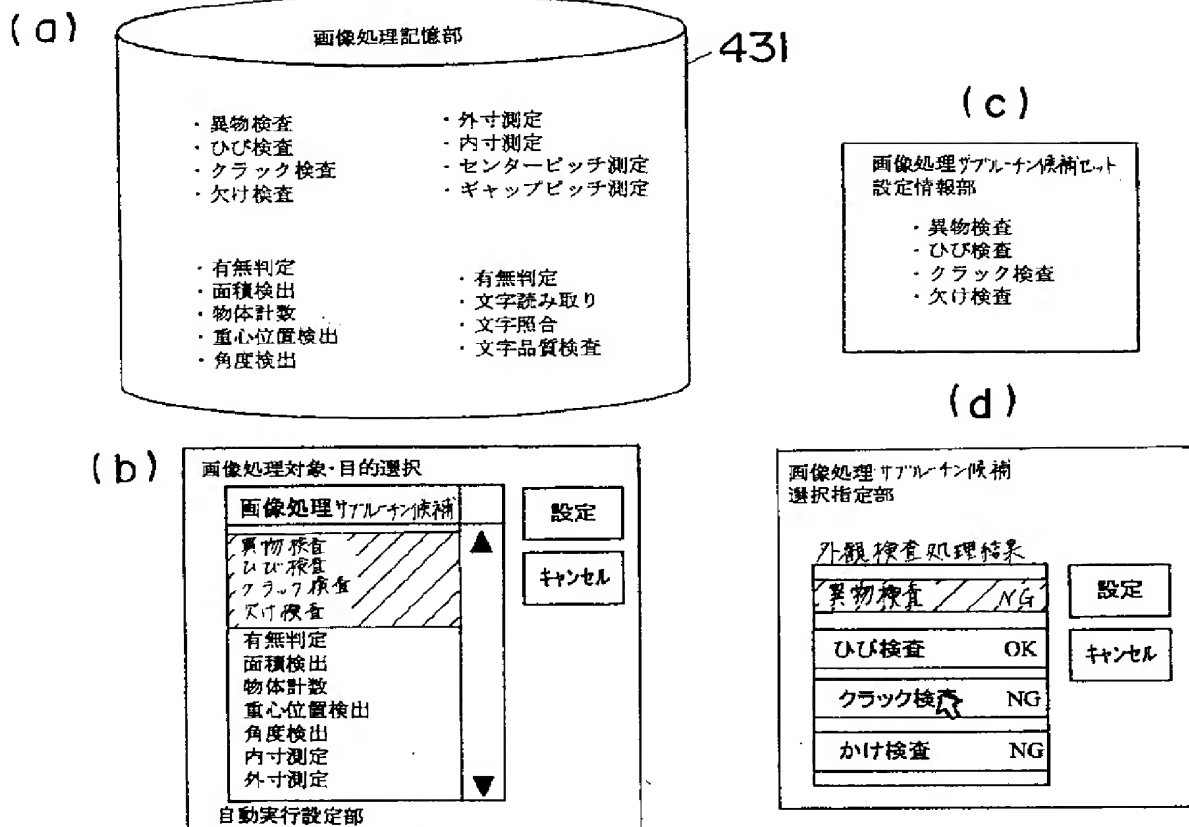 (a)
画像処理記憶部
431
・異物検査
・ひび検査
・クラック検査
・欠け検査
・外寸測定
・内寸測定
・センターピッチ測定
・ギャップピッチ測定
・有無判定
・面積検出
・物体計数
・重心位置検出
・角度検出
・有無判定
・文字読み取り
・文字照合
・文字品質検査
(b)
画像処理対象・目的選択
画像処理サブルーチン候補
異物検査
ひび検査
クラック検査
欠け検査
有無判定
面積検出
物体計数
重心位置検出
角度検出
内寸測定
外寸測定
設定
キャンセル
自動実行設定部
(c)
画像処理サブルーチン候補セット
設定情報部
・異物検査
・ひび検査
・クラック検査
・欠け検査
(d)
画像処理サブルーチン候補
選択指定部
外観検査処理結果
異物検査 NG
ひび検査 OK
クラック検査 NG
かけ検査 NG
設定
キャンセル